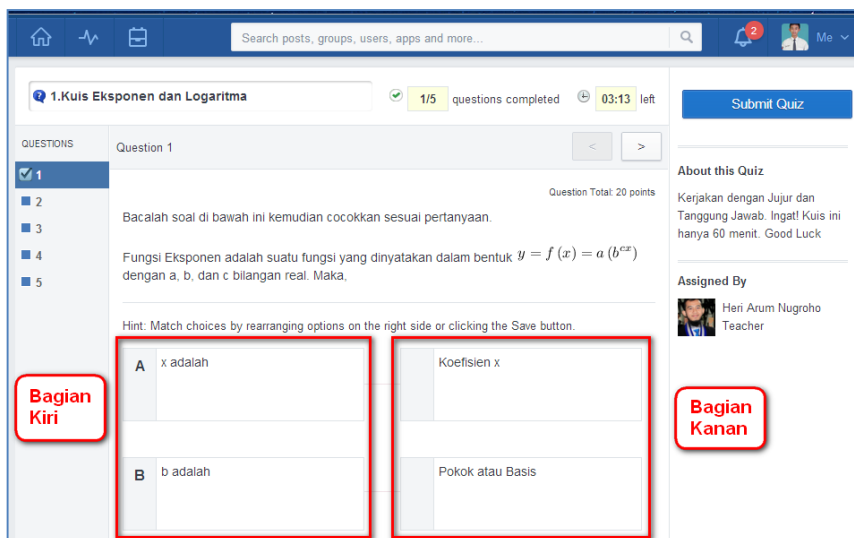 Search posts, groups, users, apps and more...
2
Me
1.Kuis Eksponen dan Logaritma
1/5 questions completed
03:13 left
Submit Quiz
QUESTIONS
Question 1
<
>
1
2
3
4
5
Question Total: 20 points
Bacalah soal di bawah ini kemudian cocokkan sesuai pertanyaan.
Fungsi Eksponen adalah suatu fungsi yang dinyatakan dalam bentuk y = f (x) = a (b^{cx})
dengan a, b, dan c bilangan real. Maka,
Hint: Match choices by rearranging options on the right side or clicking the Save button.
A x adalah
Koefisien x
B b adalah
Pokok atau Basis
Bagian
Kiri
Bagian
Kanan
About this Quiz
Kerjakan dengan Jujur dan
Tanggung Jawab. Ingat! Kuis ini
hanya 60 menit. Good Luck
Assigned By
Heri Arum Nugroho
Teacher